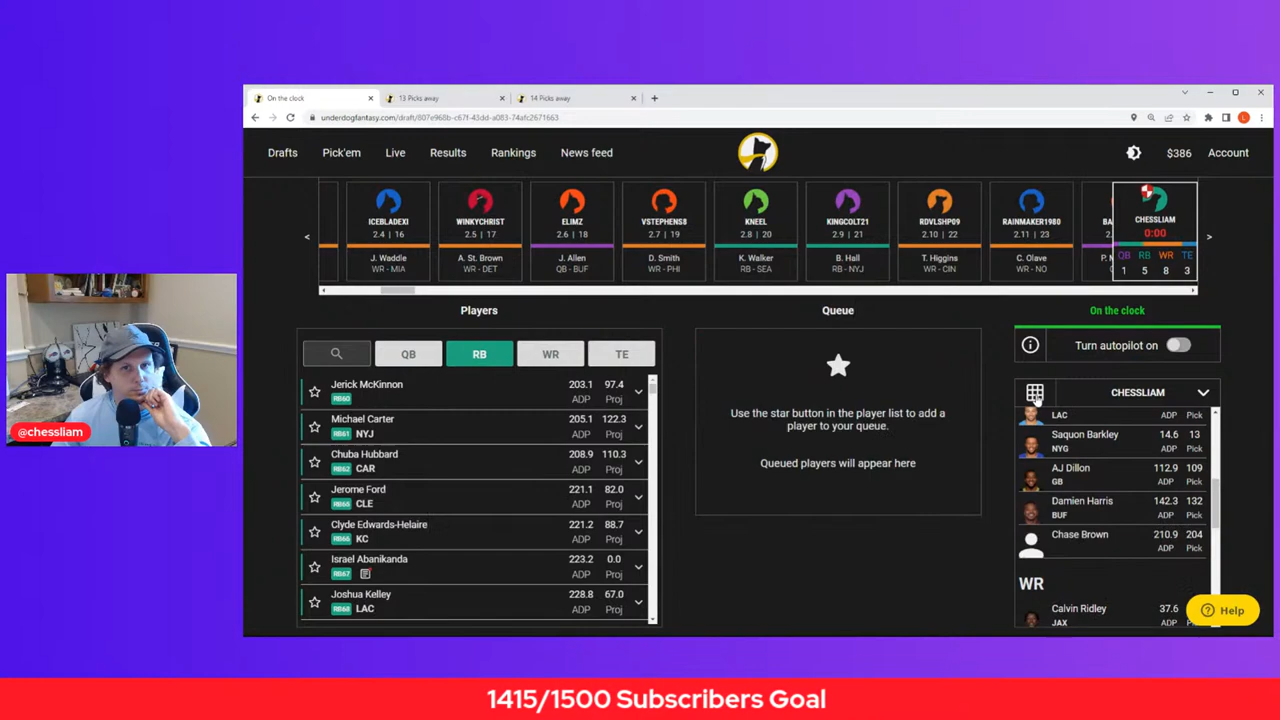 On the clock
13 Picks away
14 Picks away
underdogfantasy.com/draft/807e968b-c67f-43dd-a083-74afc2671663
Drafts Pick'em Live Results Rankings News feed $386 Account
ICEBLADEXI
2.4 | 16
J. Waddle
WR - MIA
WINKYCHRIST
2.5 | 17
A. St. Brown
WR - DET
ELIMZ
2.6 | 18
J. Allen
QB - BUF
VSTEPHENS8
2.7 | 19
D. Smith
WR - PHI
KNEEL
2.8 | 20
K. Walker
RB - SEA
KINGCOLT21
2.9 | 21
B. Hall
RB - NYJ
RDVLSHP09
2.10 | 22
T. Higgins
WR - CIN
RAINMAKER1980
2.11 | 23
C. Olave
WR - NO
BA
2
P. M
Q
CHESSLIAM
0:00
QB RB WR TE
1 5 8 3
Players
QB RB WR TE
Jerick McKinnon 203.1 97.4
RB60 ADP Proj
Michael Carter 205.1 122.3
RB61 NYJ ADP Proj
Chuba Hubbard 208.9 110.3
RB62 CAR ADP Proj
Jerome Ford 221.1 82.0
RB65 CLE ADP Proj
Clyde Edwards-Helaire 221.2 88.7
RB66 KC ADP Proj
Israel Abanikanda 223.2 0.0
RB67 ADP Proj
Joshua Kelley 228.8 67.0
RB68 LAC ADP Proj
Queue
Use the star button in the player list to add a
player to your queue.
Queued players will appear here
On the clock
Turn autopilot on
CHESSLIAM
LAC ADP Pick
Saquon Barkley 14.6 13
NYG ADP Pick
AJ Dillon 112.9 109
GB ADP Pick
Damien Harris 142.3 132
BUF ADP Pick
Chase Brown 210.9 204
ADP Pick
WR
Calvin Ridley 37.6
JAX ADP
Help
@chessliam
1415/1500 Subscribers Goal